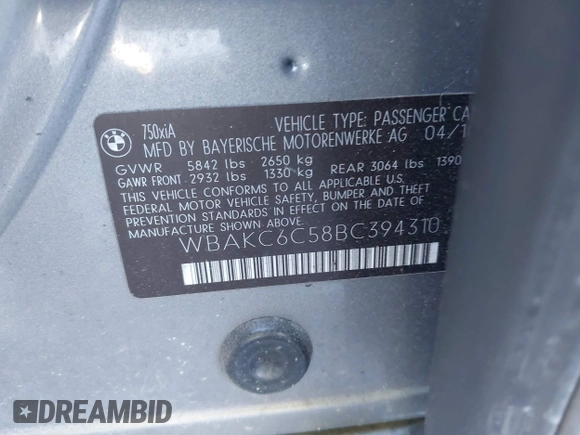 BMW
750xiA
VEHICLE TYPE: PASSENGER
MFD BY BAYERISCHE MOTORENWERKE AG 04/1
GVWR 5842 lbs 2650 kg
GAWR FRONT 2932 lbs 1330 kg REAR 3064 lbs 1390
THIS VEHICLE CONFORMS TO ALL APPLICABLE U.S.
FEDERAL MOTOR VEHICLE SAFETY, BUMPER AND THEFT
PREVENTION STANDARDS IN EFFECT ON THE DATE OF
MANUFACTURE SHOWN ABOVE.
WBAKC6C58BC394310
DREAMBID